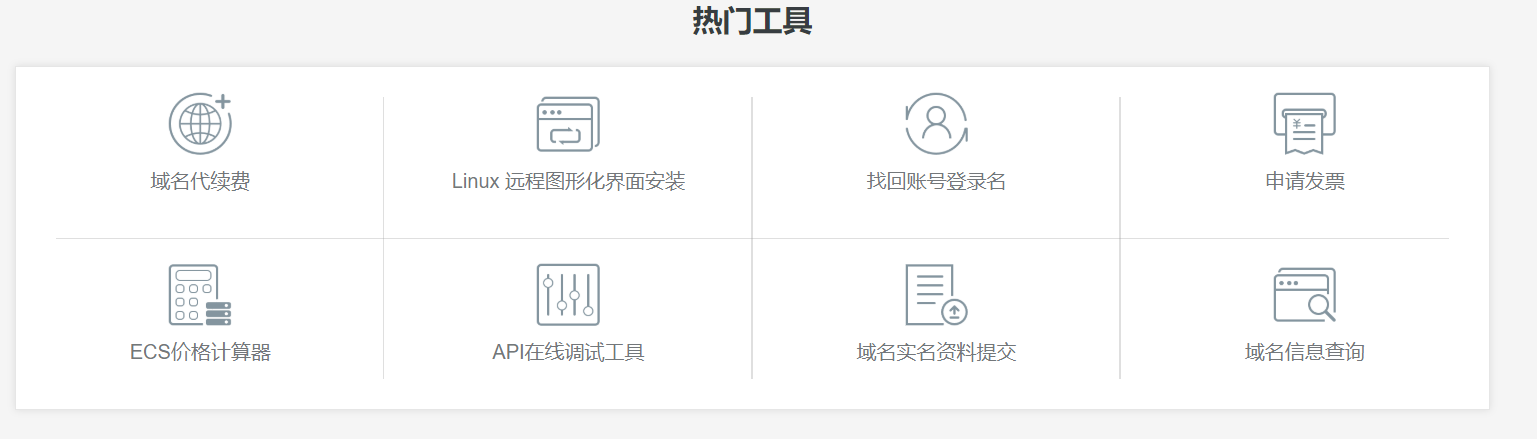 热门工具
域名代续费
Linux 远程图形化界面安装
找回账号登录名
申请发票
ECS价格计算器
API在线调试工具
域名实名资料提交
域名信息查询